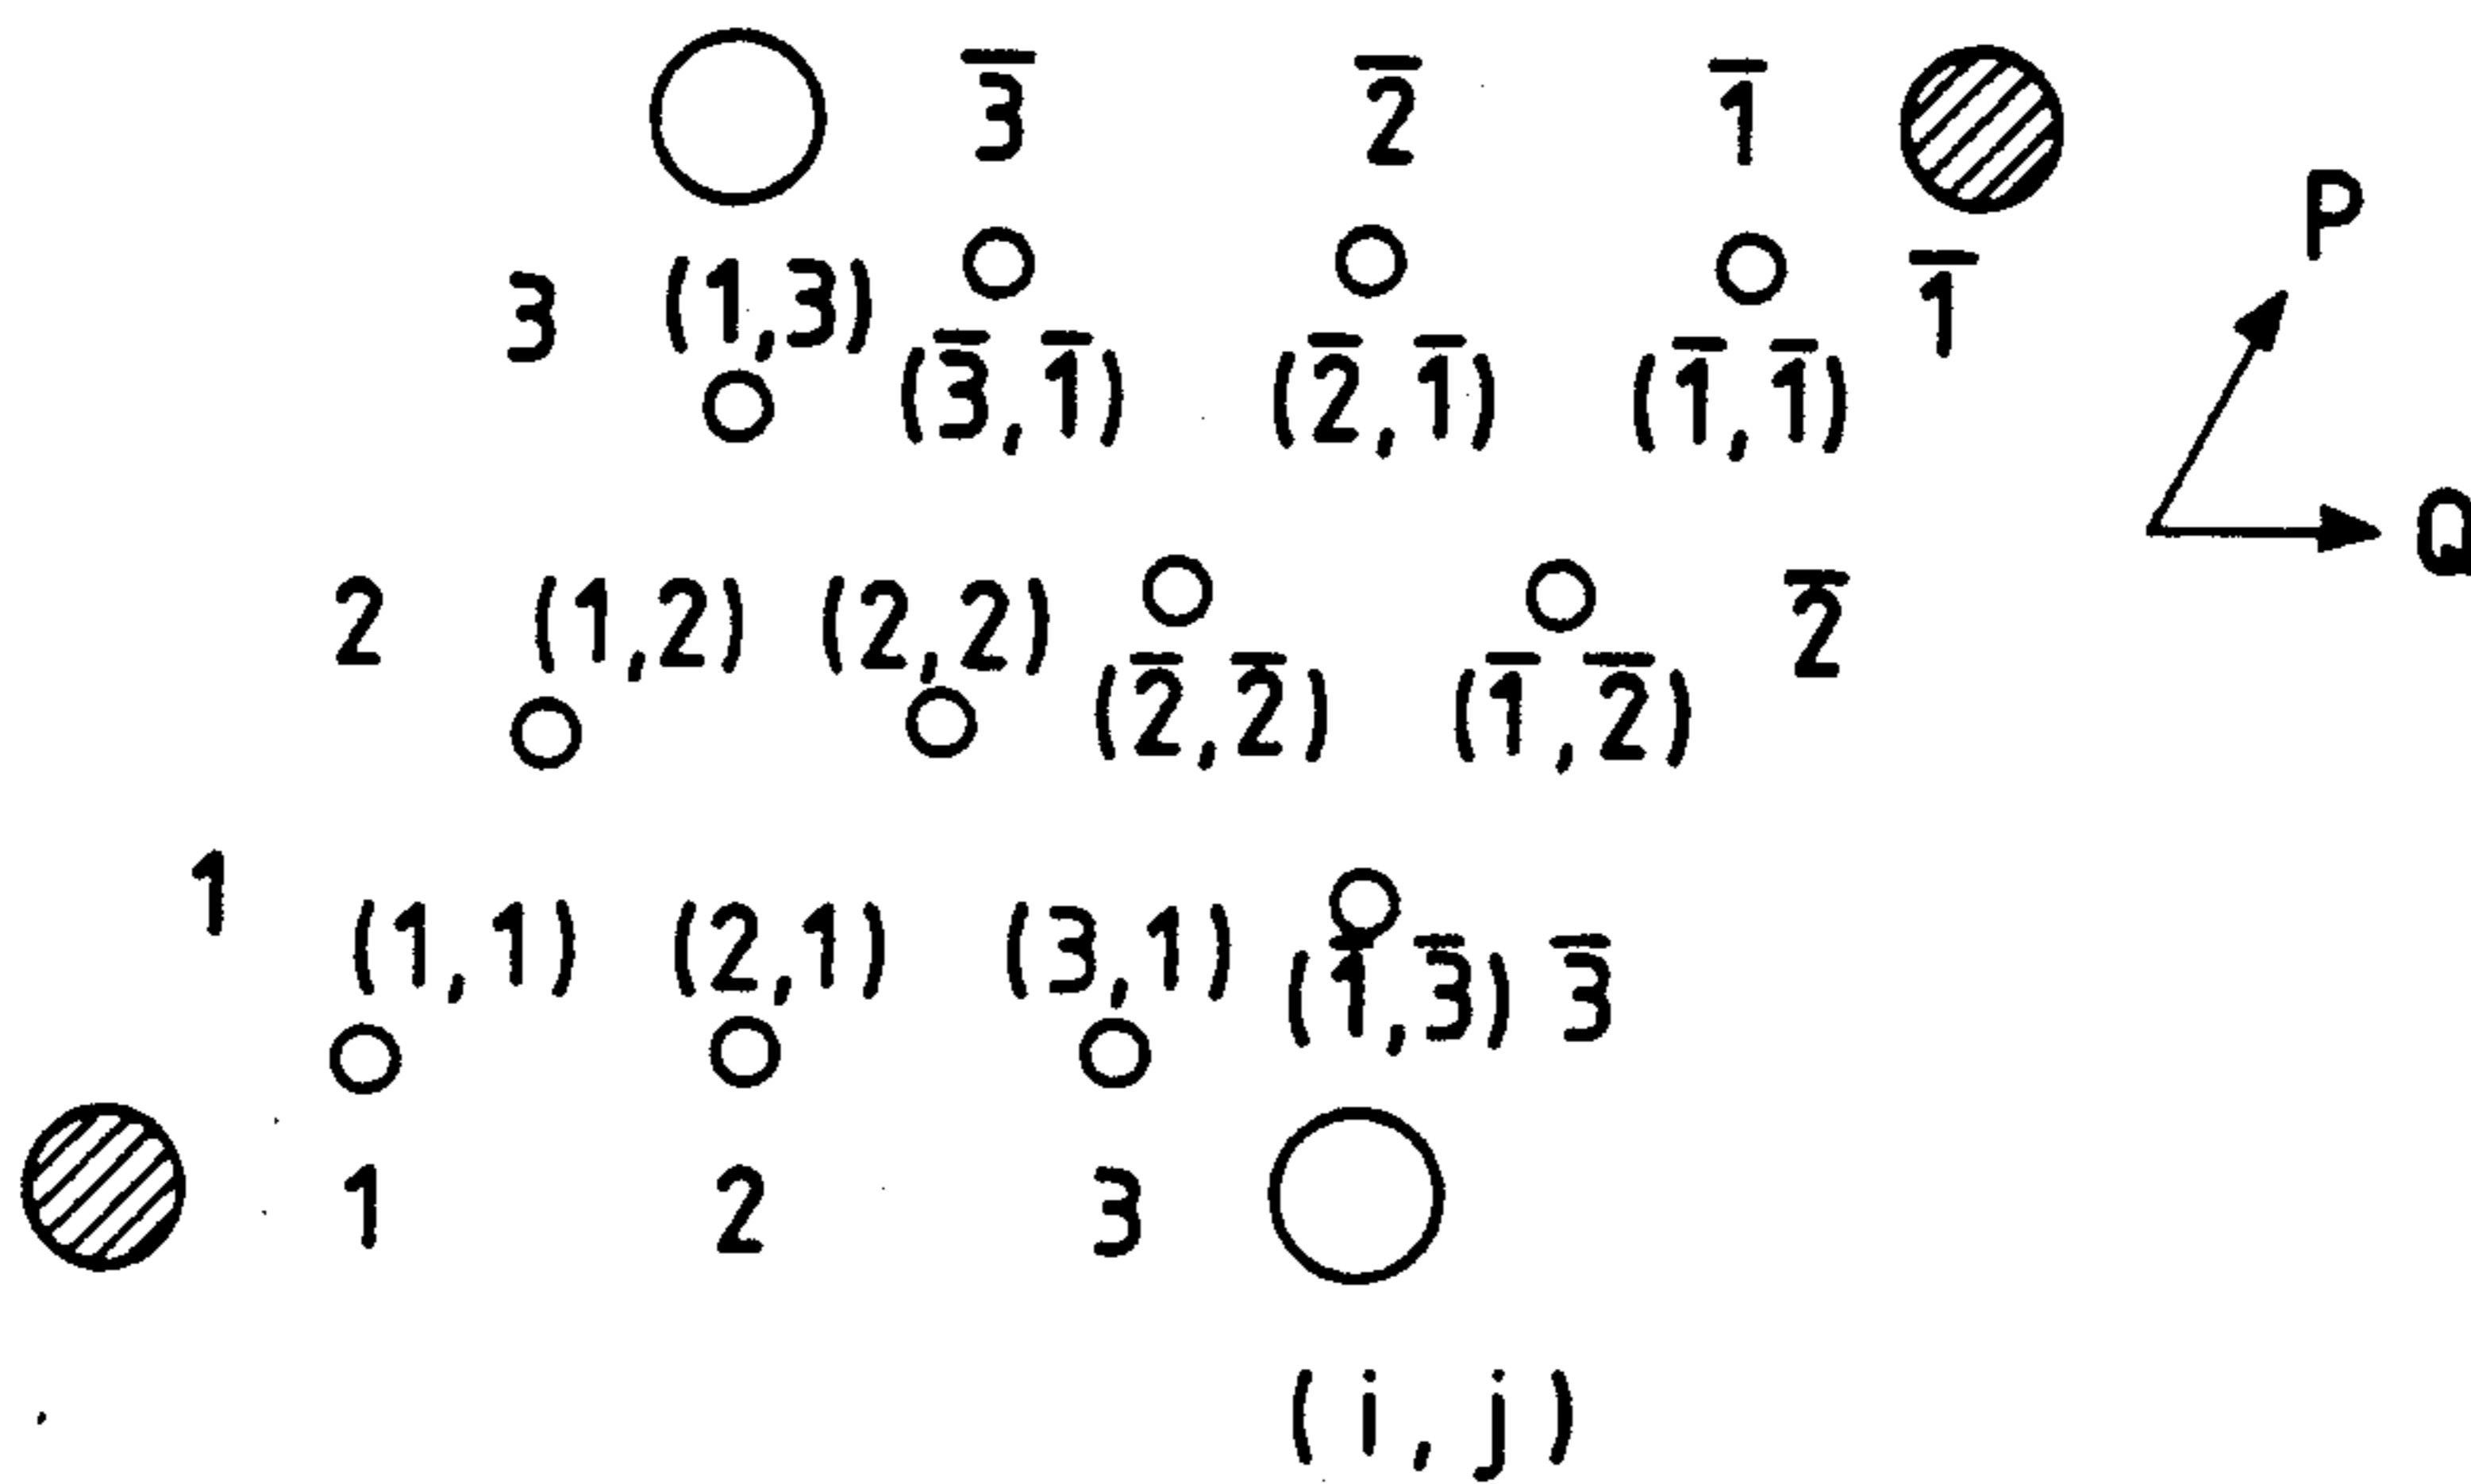 3̅ 2̅ 1̅
P
3 (1,3) (3̅,1̅) (2̅,1̅) (1̅,1̅) 1̅
Q
2 (1,2) (2,2) (2̅,2̅) (1̅,2̅) 2̅
1 (1,1) (2,1) (3,1) (1̅,3̅) 3̅
1 2 3
(i,j)